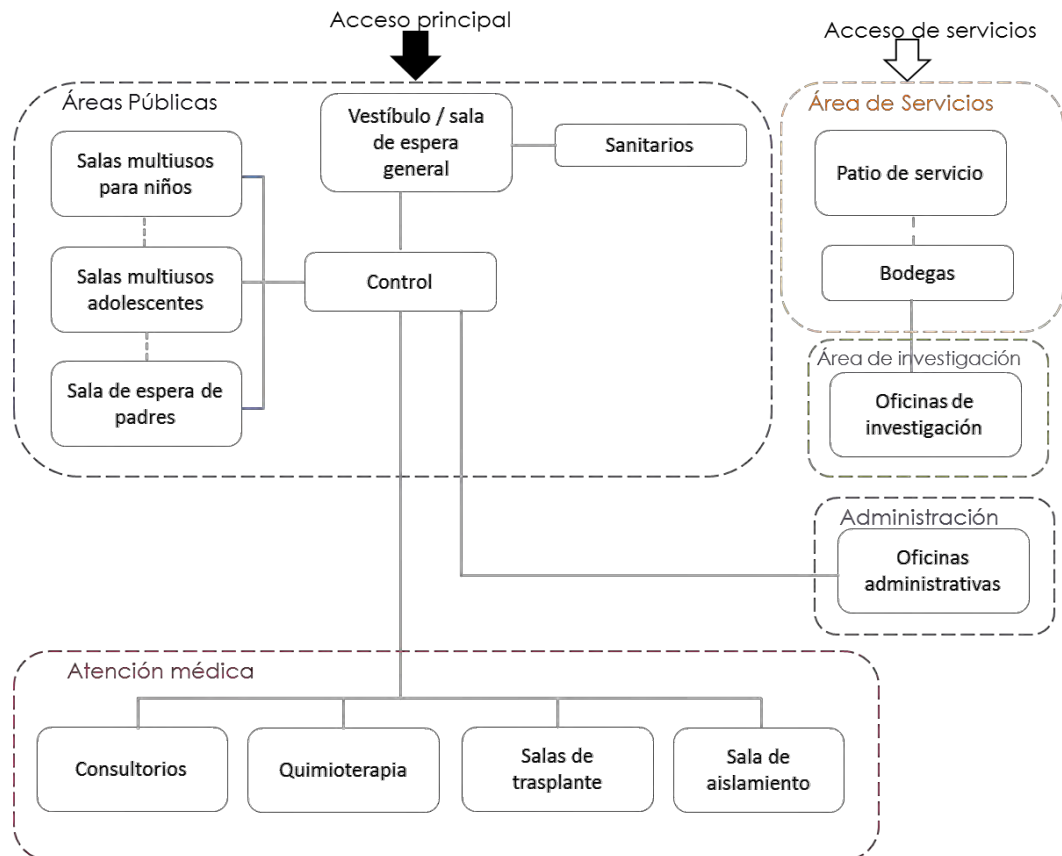 Acceso principal
Acceso de servicios
Áreas Públicas
Vestíbulo / sala
de espera
general
Sanitarios
Salas multiusos
para niños
Salas multiusos
adolescentes
Control
Sala de espera de
padres
Área de Servicios
Patio de servicio
Bodegas
Área de investigación
Oficinas de
investigación
Administración
Oficinas
administrativas
Atención médica
Consultorios
Quimioterapia
Salas de
trasplante
Sala de
aislamiento